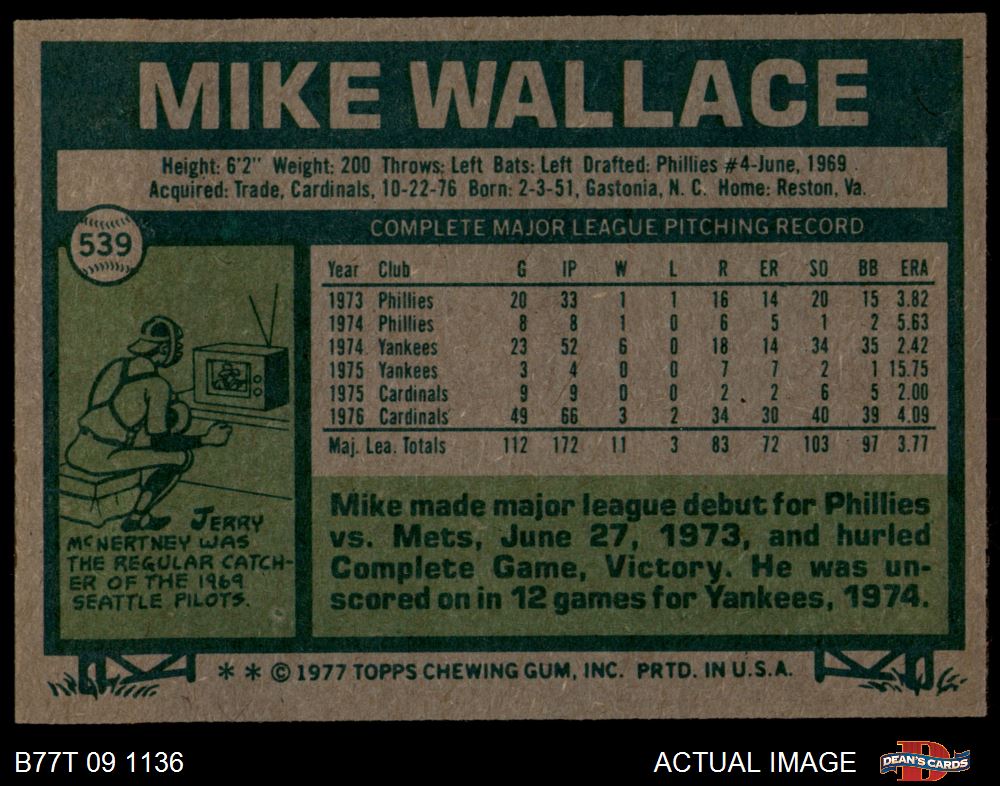 MIKE WALLACE
Height: 6'2" Weight: 200 Throws: Left Bats: Left Drafted: Phillies #4-June, 1969
Acquired: Trade, Cardinals, 10-22-76 Born: 2-3-51, Gastonia, N. C. Home: Reston, Va.
539
COMPLETE MAJOR LEAGUE PITCHING RECORD
Year Club G IP W L R ER SO BB ERA
1973 Phillies 20 33 1 1 16 14 20 15 3.82
1974 Phillies 8 8 1 0 6 5 1 2 5.63
1974 Yankees 23 52 6 0 18 14 34 35 2.42
1975 Yankees 3 4 0 0 7 7 2 1 15.75
1975 Cardinals 9 9 0 0 2 2 6 5 2.00
1976 Cardinals 49 66 3 2 34 30 40 39 4.09
Maj. Lea. Totals 112 172 11 3 83 72 103 97 3.77
JERRY
McNERTNEY WAS
THE REGULAR CATCH-
ER OF THE 1969
SEATTLE PILOTS.
Mike made major league debut for Phillies
vs. Mets, June 27, 1973, and hurled
Complete Game, Victory. He was un-
scored on in 12 games for Yankees, 1974.
* * © 1977 TOPPS CHEWING GUM, INC. PRTD. IN U.S.A.
B77T 09 1136
ACTUAL IMAGE
D
DEAN'S CARDS